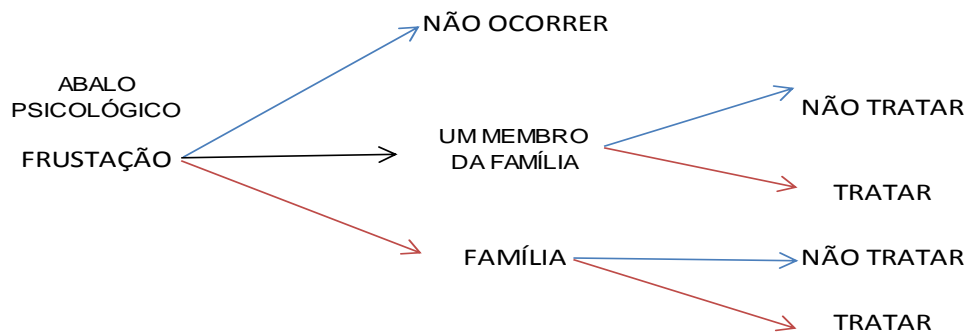 NÃO OCORRER
ABALO
PSICOLÓGICO
FRUSTAÇÃO
UM MEMBRO
DA FAMÍLIA
NÃO TRATAR
TRATAR
FAMÍLIA
NÃO TRATAR
TRATAR